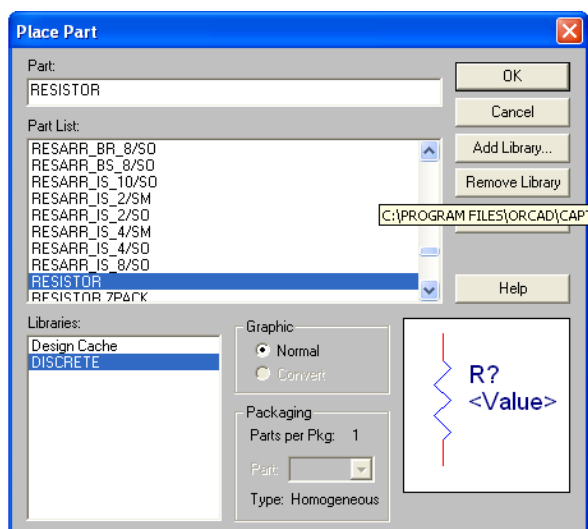 Place Part
Part:
RESISTOR
Part List:
RESARR_BR_8/SO
RESARR_BS_8/SO
RESARR_IS_10/SO
RESARR_IS_2/SM
RESARR_IS_2/SO
RESARR_IS_4/SM
RESARR_IS_4/SO
RESARR_IS_8/SO
RESISTOR
RESISTOR 7PACK
OK
Cancel
Add Library...
Remove Library
C:\PROGRAM FILES\ORCAD\CAPT
Help
Libraries:
Design Cache
DISCRETE
Graphic
Normal
Convert
Packaging
Parts per Pkg: 1
Part:
Type: Homogeneous
R?
<Value>